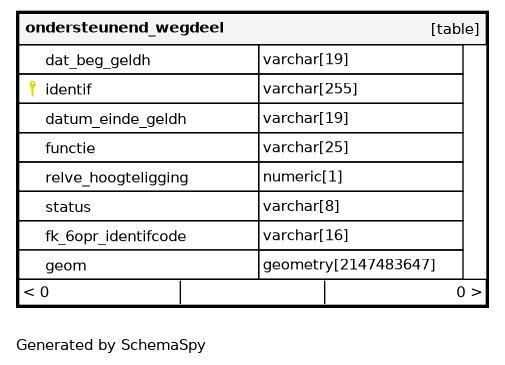 ondersteunend_wegdeel [table]
dat_beg_geldh varchar[19]
identif varchar[255]
datum_einde_geldh varchar[19]
functie varchar[25]
relve_hoogteligging numeric[1]
status varchar[8]
fk_6opr_identifcode varchar[16]
geom geometry[2147483647]
< 0 0 >
Generated by SchemaSpy